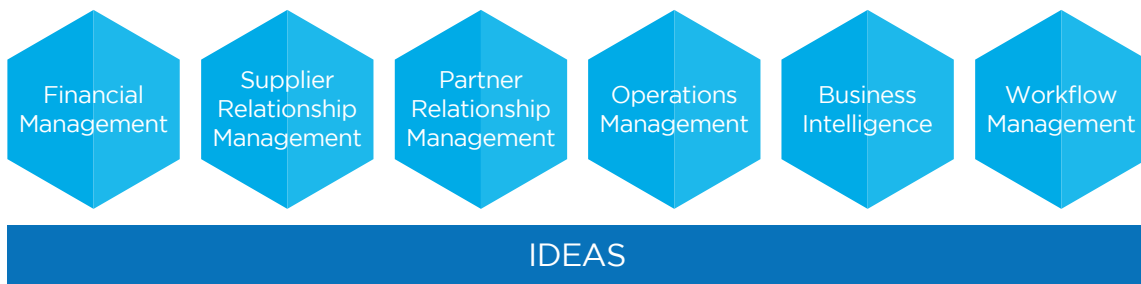 Financial
Management
Supplier
Relationship
Management
Partner
Relationship
Management
Operations
Management
Business
Intelligence
Workflow
Management
IDEAS